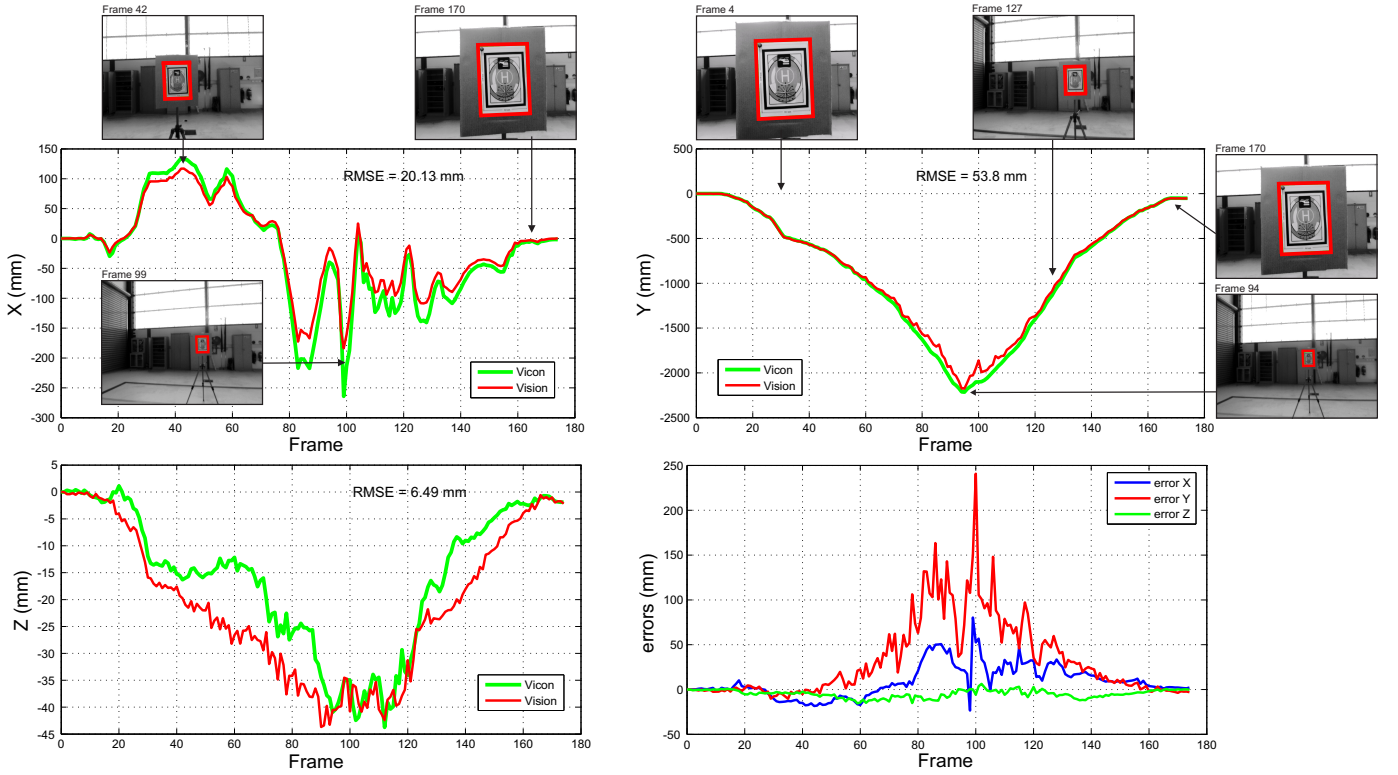 Frame 42
Frame 170
150
100
50
0
-50
-100
-150
-200
-250
-300
X (mm)
RMSE = 20.13 mm
Frame 99
Vicon
Vision
0 20 40 60 80 100 120 140 160 180
Frame
Frame 4
Frame 127
500
0
-500
-1000
-1500
-2000
-2500
Y (mm)
RMSE = 53.8 mm
Frame 170
Frame 94
H
Vicon
Vision
0 20 40 60 80 100 120 140 160 180
Frame
5
0
-5
-10
-15
-20
-25
-30
-35
-40
-45
Z (mm)
RMSE = 6.49 mm
Vicon
Vision
0 20 40 60 80 100 120 140 160 180
Frame
250
200
150
100
50
0
-50
errors (mm)
error X
error Y
error Z
0 20 40 60 80 100 120 140 160 180
Frame